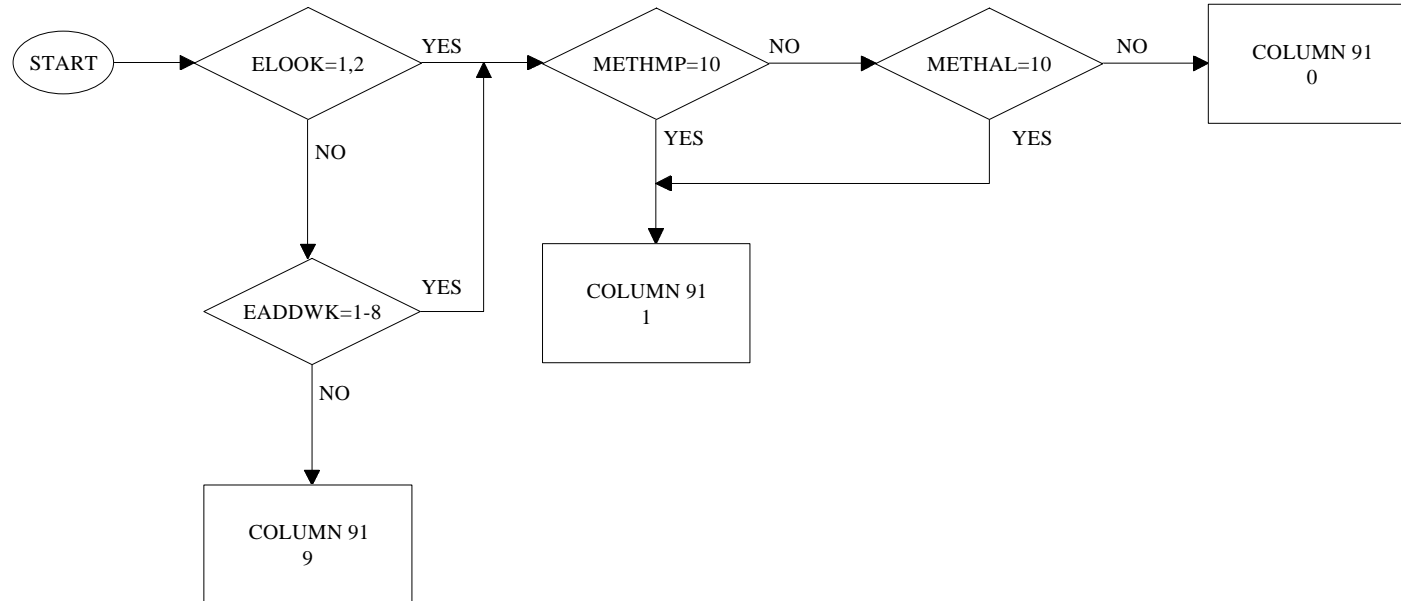 START
ELOOK=1,2
YES
METHMP=10
NO
METHAL=10
NO
COLUMN 91
0
NO
YES
YES
EADDWK=1-8
YES
COLUMN 91
1
NO
COLUMN 91
9